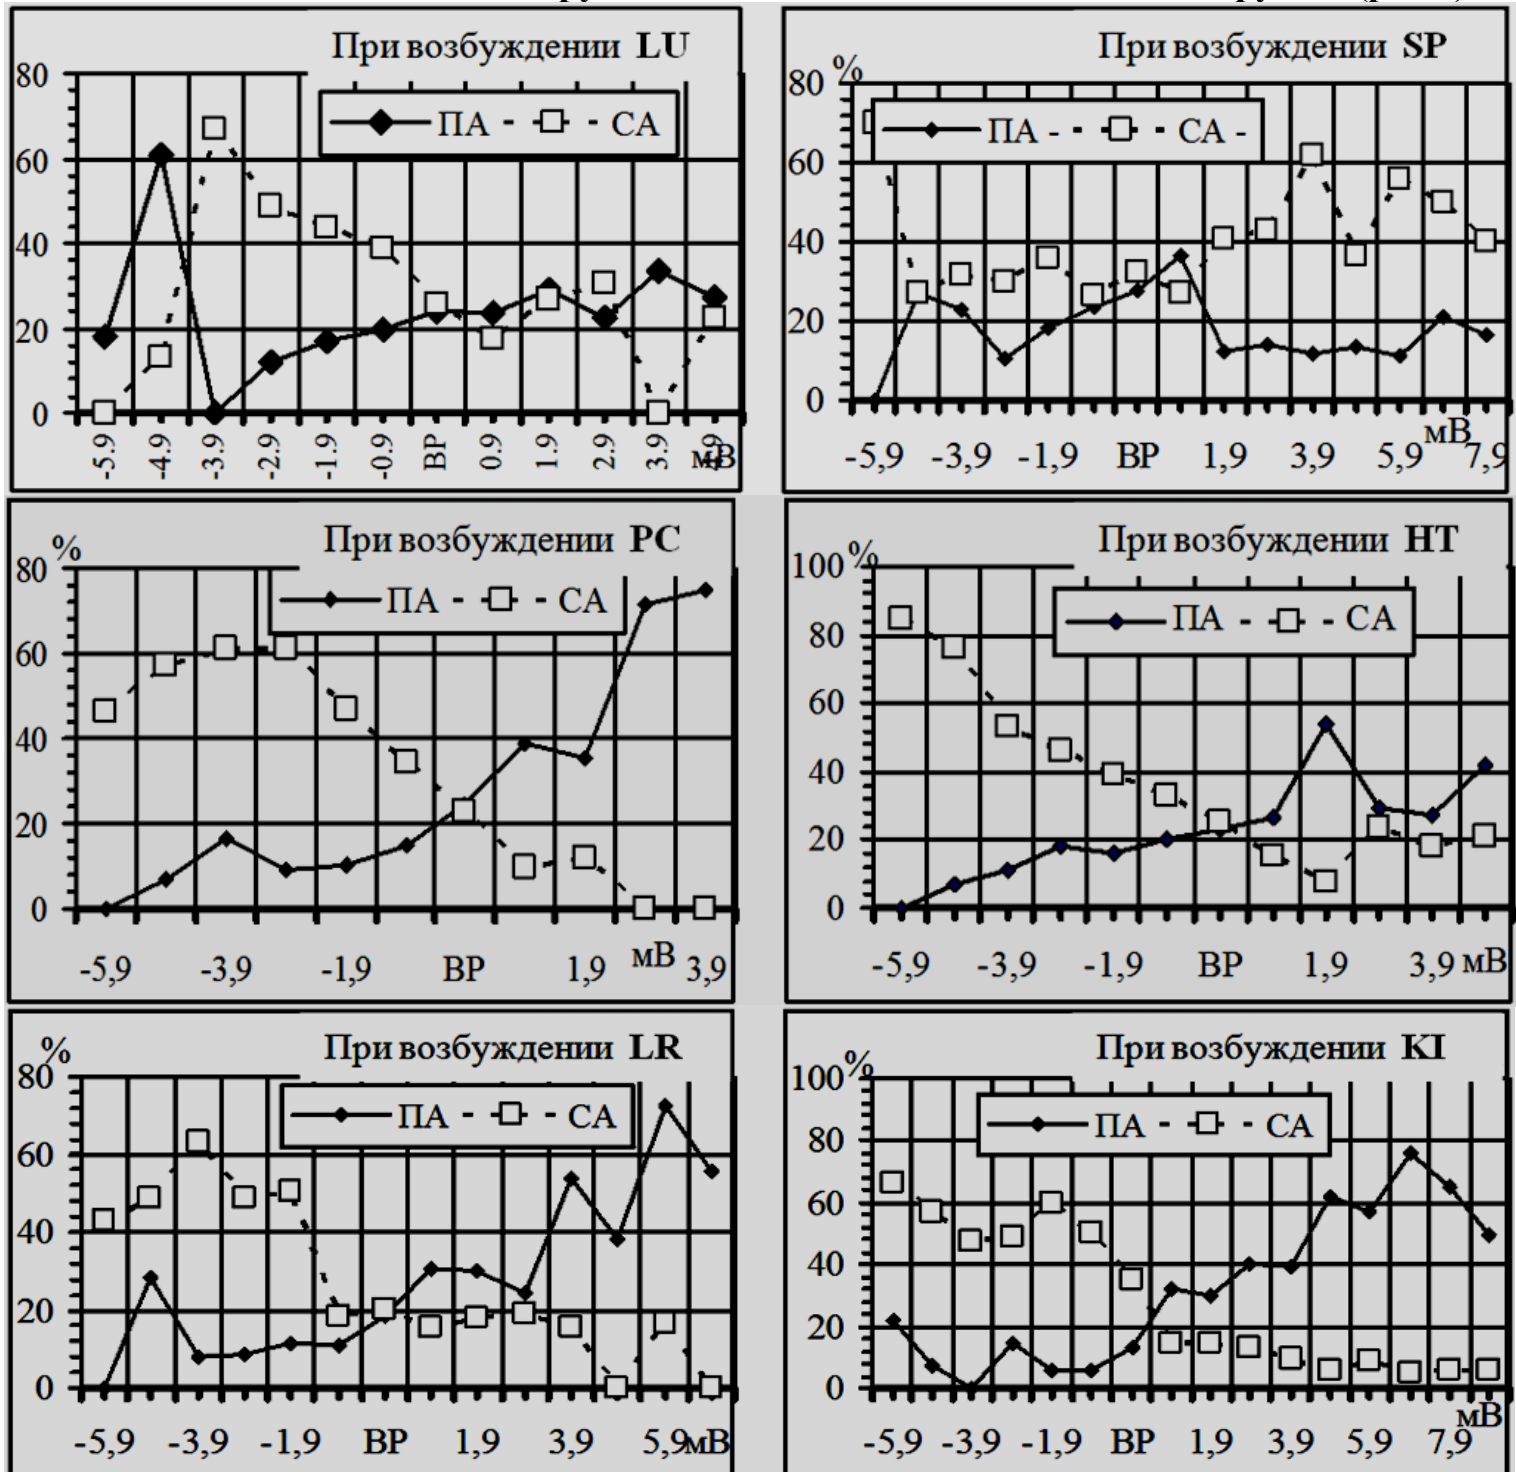 При возбуждении LU
80
60
40
20
0
ПА СА
-5.9 -4.9 -3.9 -2.9 -1.9 -0.9 ВР 0.9 1.9 2.9 3.9 мВ
При возбуждении SP
%
80
60
40
20
0
ПА - СА -
мВ
-5,9 -3,9 -1,9 ВР 1,9 3,9 5,9 7,9
При возбуждении PC
%
80
60
40
20
0
ПА СА
-5,9 -3,9 -1,9 ВР 1,9 мВ 3,9
При возбуждении HT
100 %
80
60
40
20
0
ПА СА
-5,9 -3,9 -1,9 ВР 1,9 3,9 мВ
При возбуждении LR
%
80
60
40
20
0
ПА СА
-5,9 -3,9 -1,9 ВР 1,9 3,9 5,9 мВ
При возбуждении KI
100 %
80
60
40
20
0
ПА СА
мВ
-5,9 -3,9 -1,9 ВР 1,9 3,9 5,9 7,9